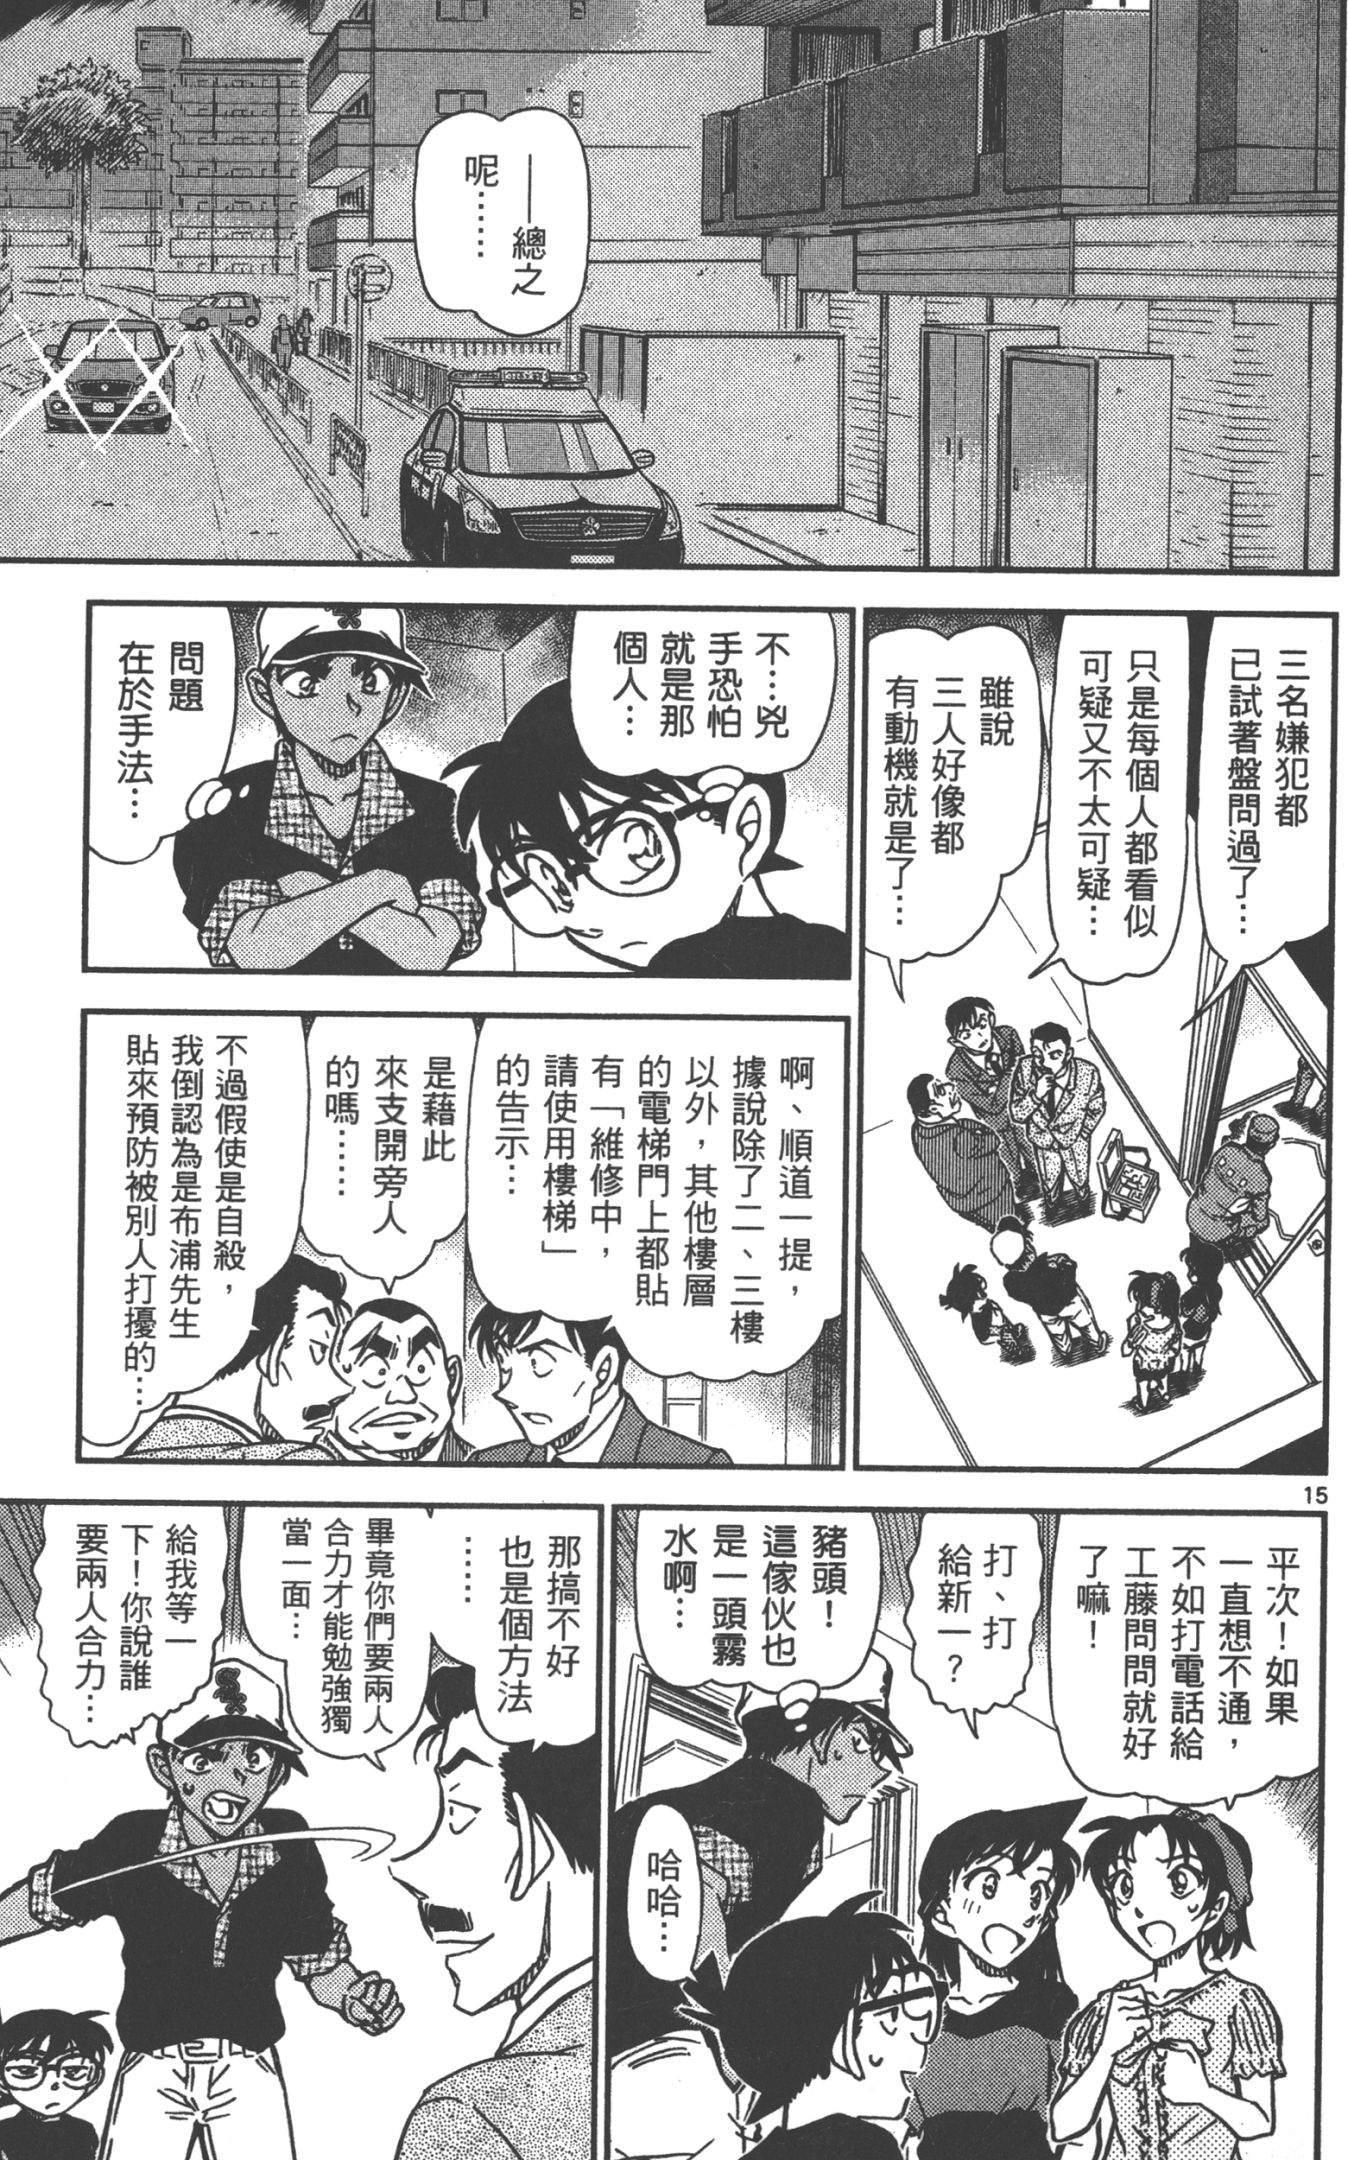 ——總之
呢……
三名嫌犯都
已試著盤問過了…
只是每個人都看似
可疑又不太可疑…
雖說
三人好像都
有動機就是了…
不…兇
手恐怕
就是那
個人…
問題
在於手法…
啊、順道一提，
據說除了二、三樓
以外，其他樓層
的電梯門上都貼
有「維修中，
請使用樓梯」
的告示…
是藉此
來支開旁人
的嗎……
不過假使是自殺，
我倒認為是布浦先生
貼來預防被別人打擾的…
15
平次！如果
一直想不通，
不如打電話給
工藤問問就好
了嘛！
打、打
給新一？
豬頭！
這傢伙也
是一頭霧
水啊…
哈哈…
那搞不好
也是個方法
……
畢竟你們要兩人
合力才能勉強獨
當一面…
給我等一
下！你說誰
要兩人合力…